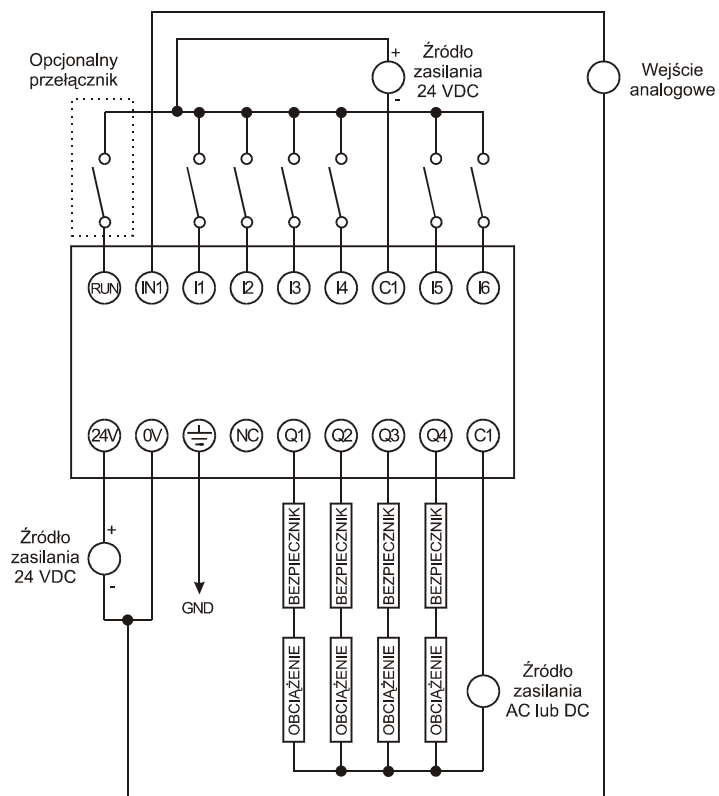 Opcjonalny
przełącznik
+
Źródło
zasilania
24 VDC
-
Wejście
analogowe
RUN IN1 I1 I2 I3 I4 C1 I5 I6
24V 0V NC Q1 Q2 Q3 Q4 C1
+
Źródło
zasilania
24 VDC
-
GND
BEZPIECZNIK BEZPIECZNIK BEZPIECZNIK BEZPIECZNIK
OBCIĄŻENIE OBCIĄŻENIE OBCIĄŻENIE OBCIĄŻENIE
Źródło
zasilania
AC lub DC